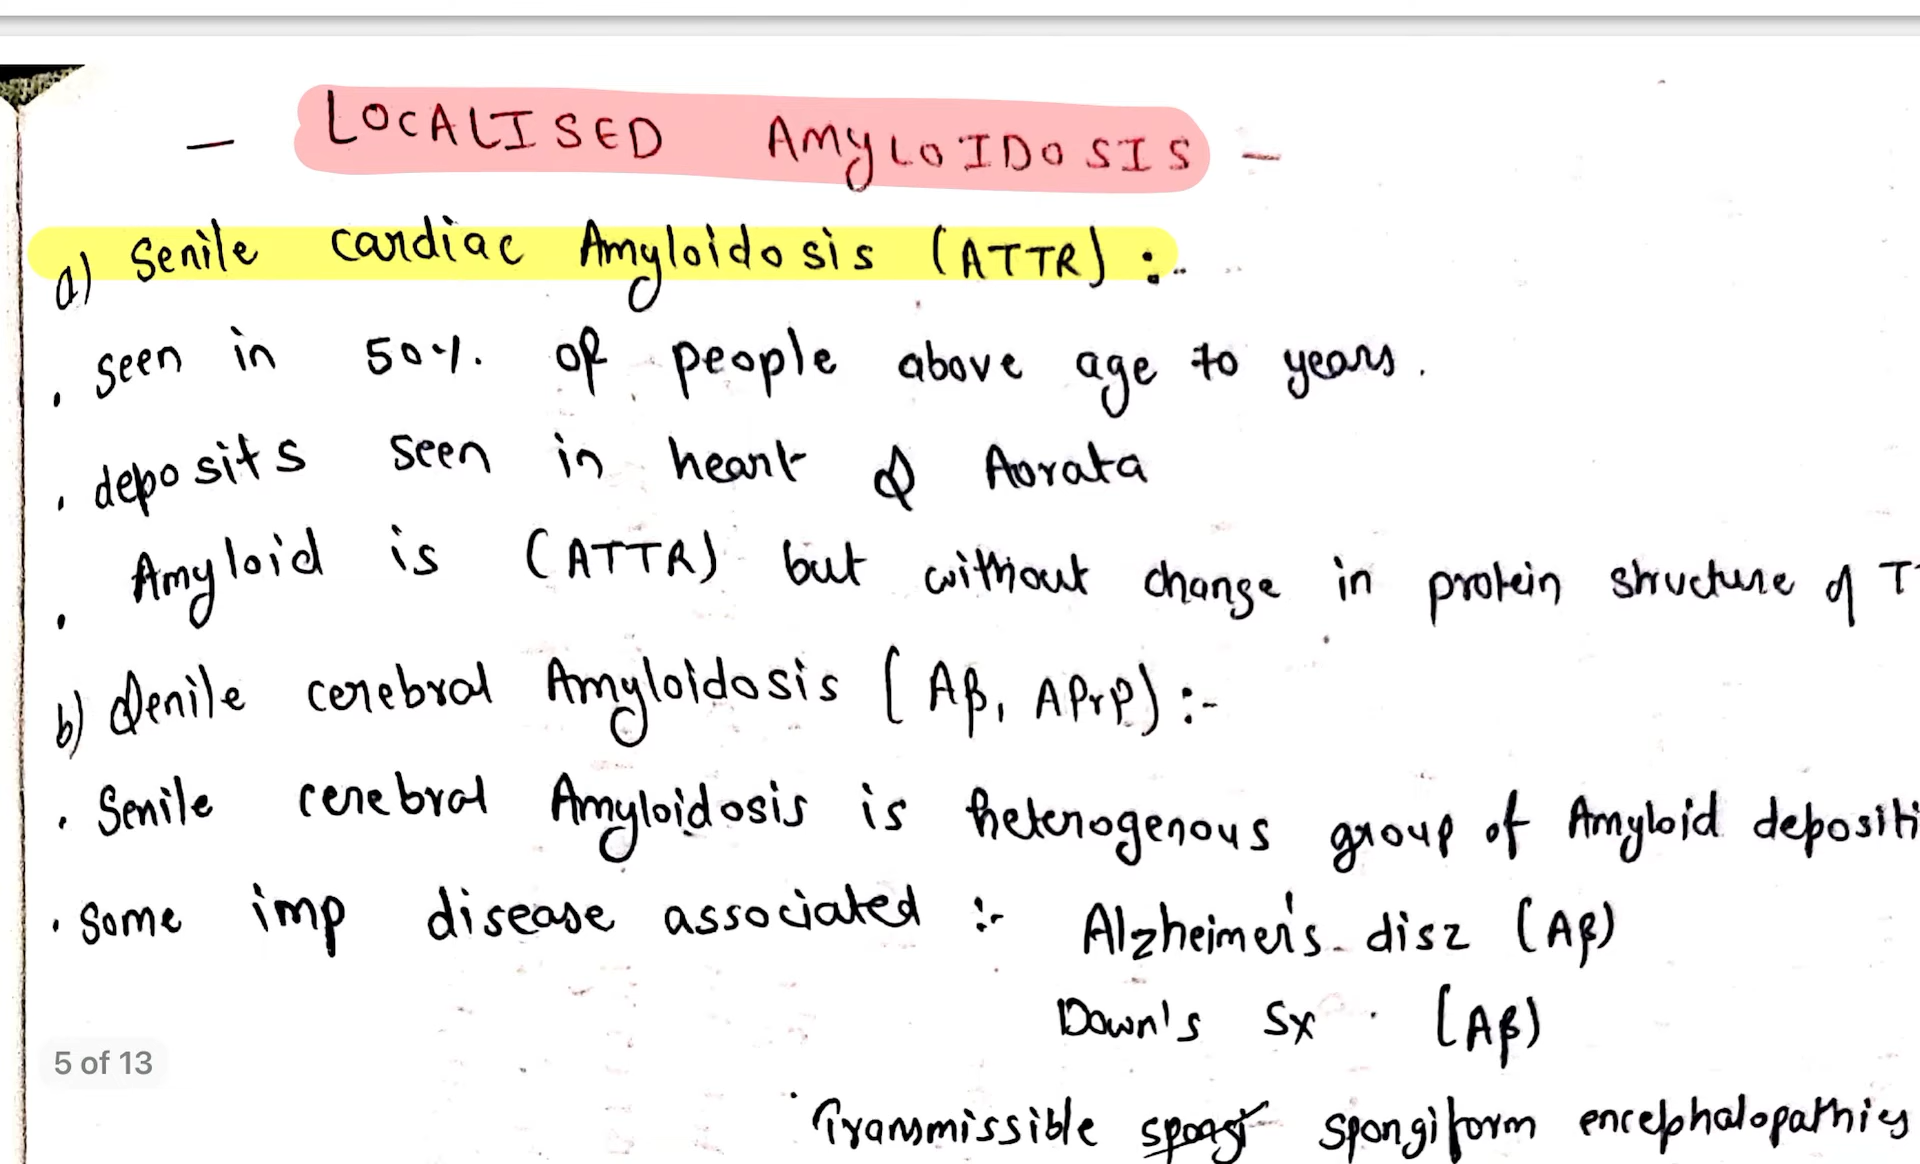 - LOCALISED AMYLOIDOSIS -
a) Senile cardiac Amyloidosis (ATTR) :-
. seen in 50%. of people above age 70 years.
. deposits seen in heart & Aorata
. Amyloid is (ATTR) but without change in protein structure of T
b) Senile cerebral Amyloidosis (Aβ, APrP) :-
. Senile cerebral Amyloidosis is heterogenous group of Amyloid depositi
. Some imp disease associated :- Alzheimer's disz (Aβ)
Down's Sx (Aβ)
5 of 13
Transmissible spongiform encephalopathies